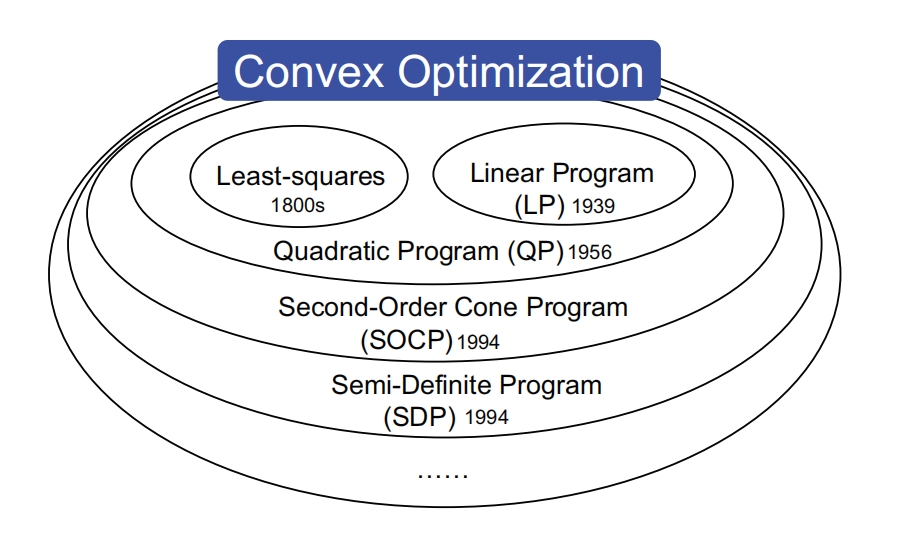 Convex Optimization
Least-squares
1800s
Linear Program
(LP) 1939
Quadratic Program (QP) 1956
Second-Order Cone Program
(SOCP) 1994
Semi-Definite Program
(SDP) 1994
......